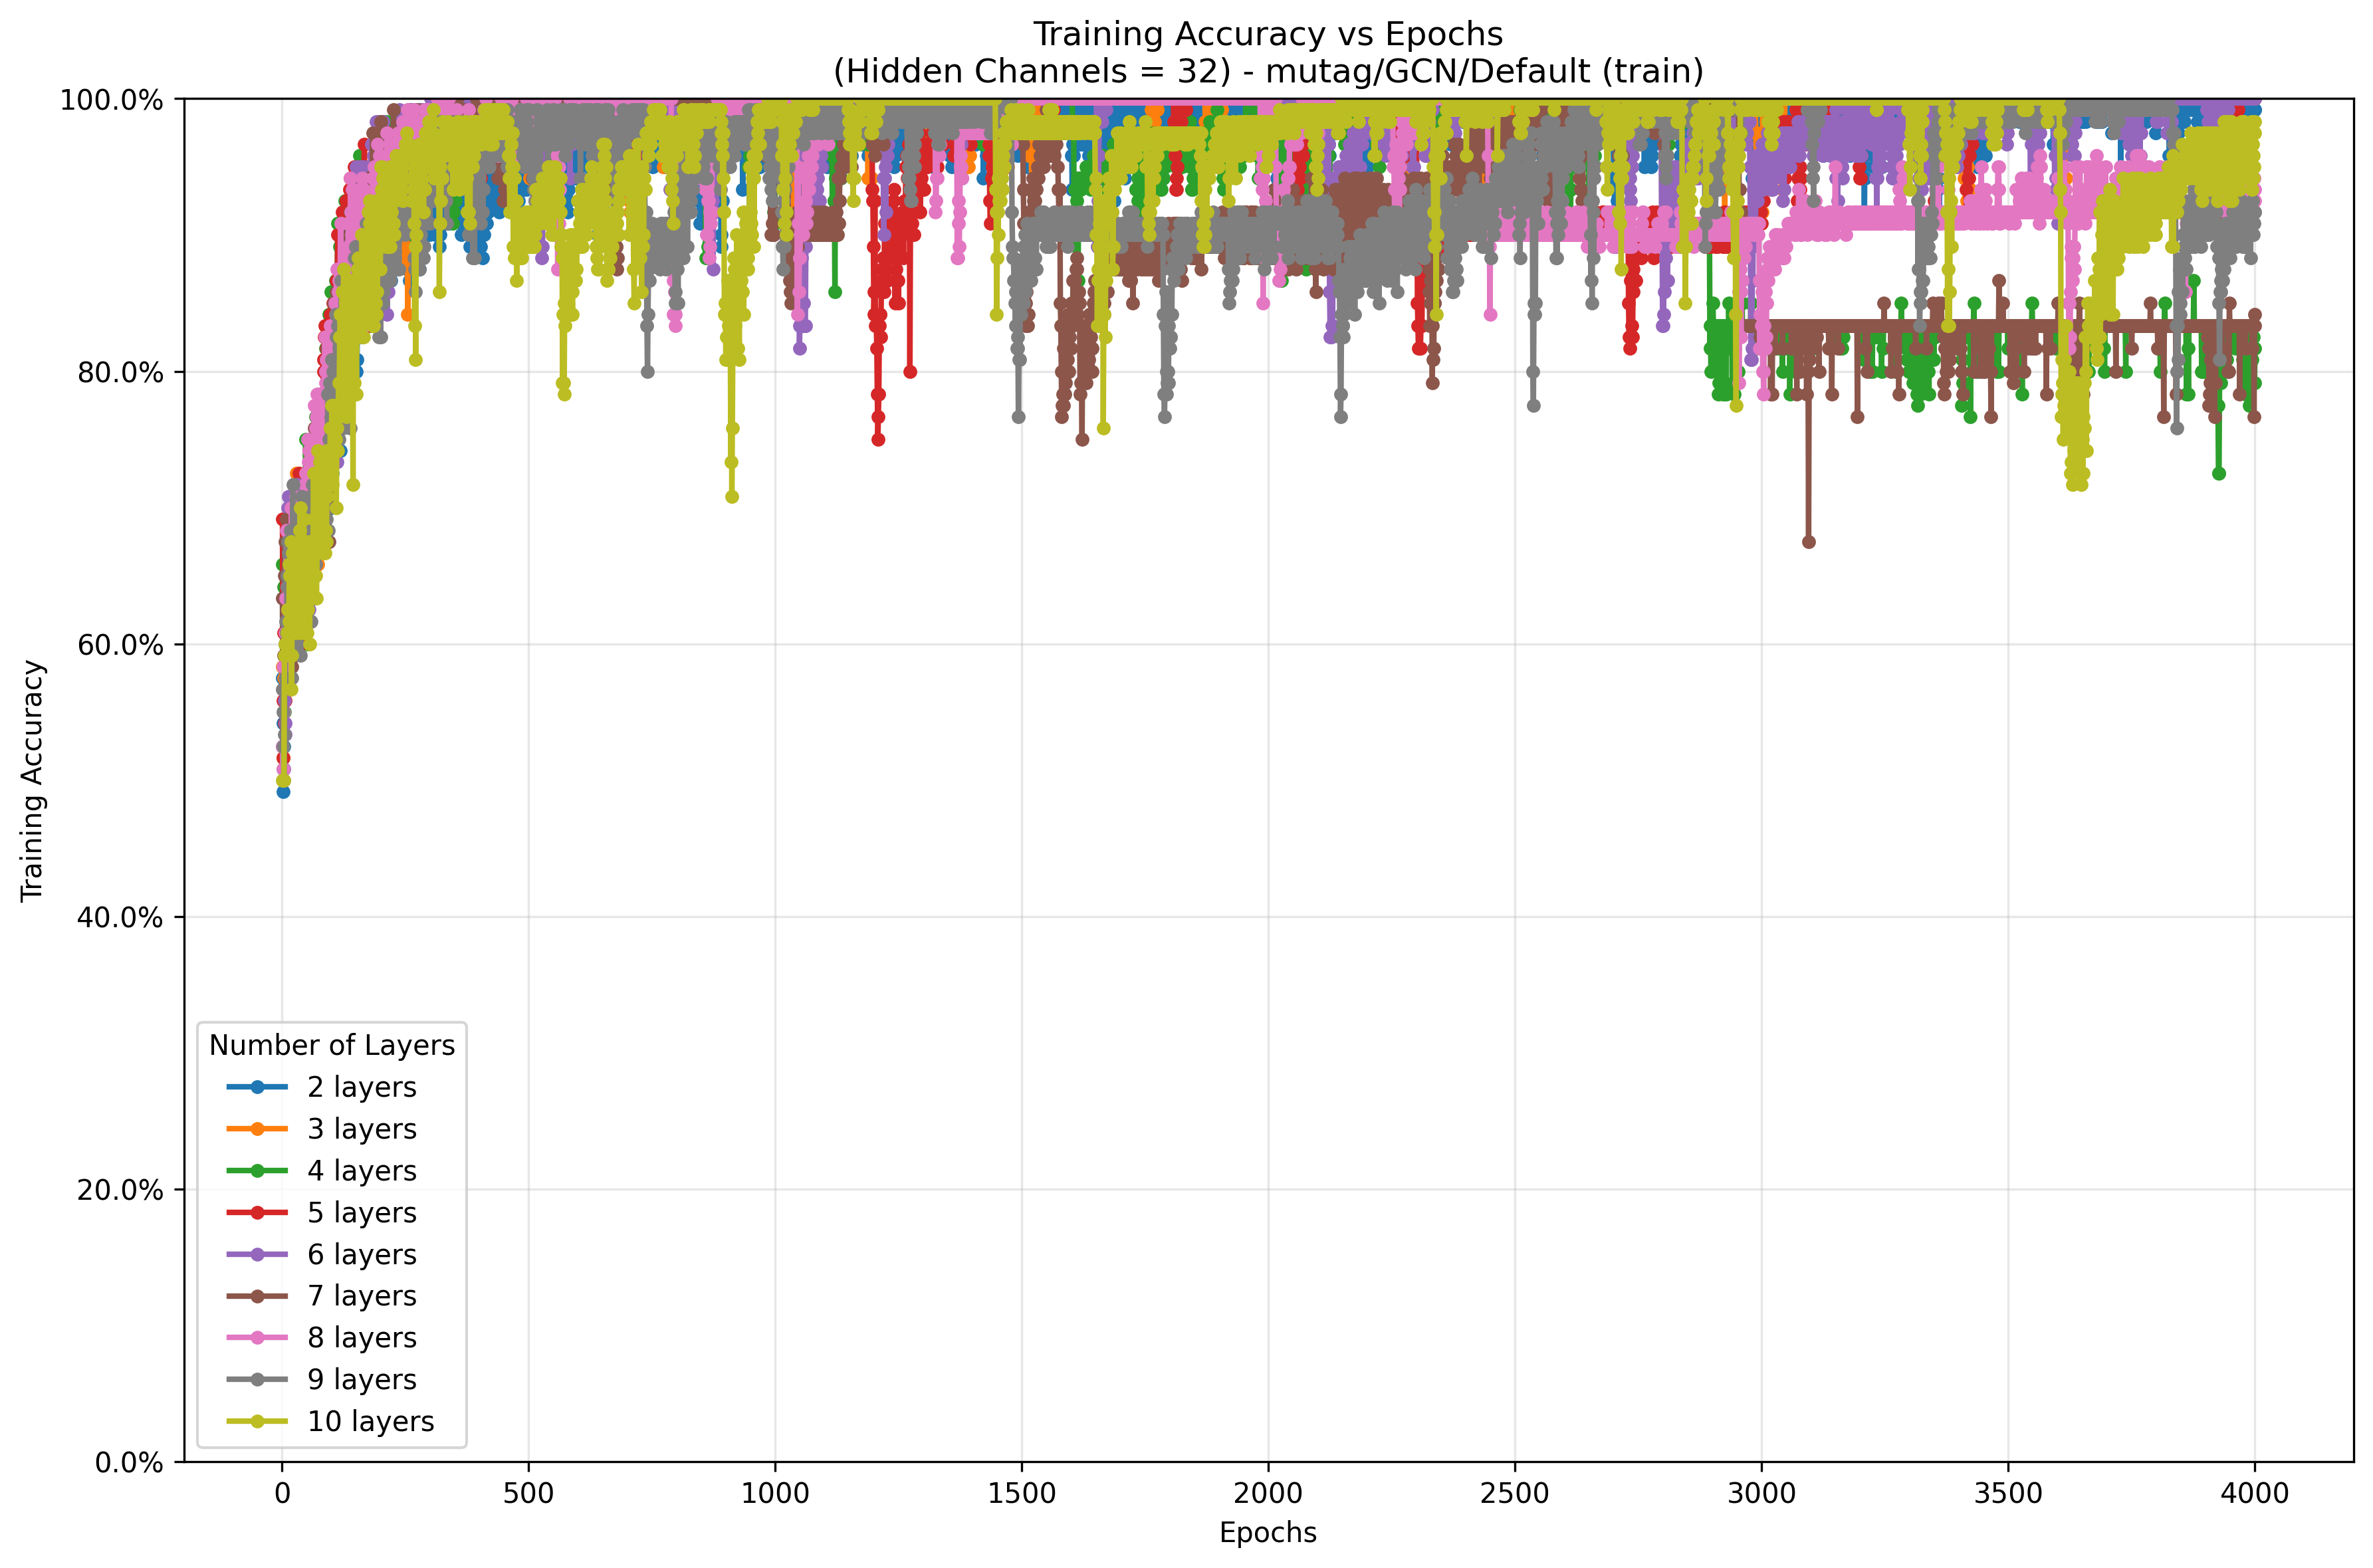 Training Accuracy vs Epochs
(Hidden Channels = 32) - mutag/GCN/Default (train)
100.0%
80.0%
60.0%
40.0%
20.0%
0.0%
Training Accuracy
Number of Layers
2 layers
3 layers
4 layers
5 layers
6 layers
7 layers
8 layers
9 layers
10 layers
0 500 1000 1500 2000 2500 3000 3500 4000
Epochs